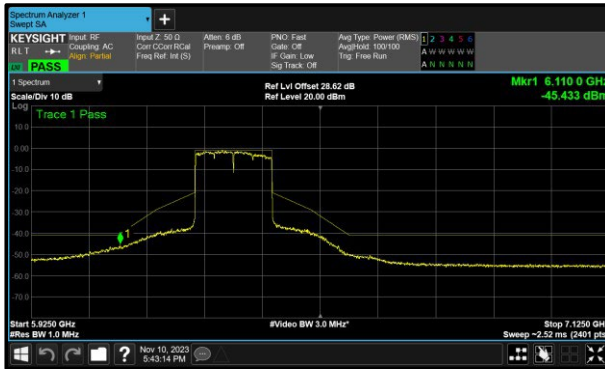 Spectrum Analyzer 1
Swept SA
+
KEYSIGHT Input: RF Input Z: 50 Ω Atten: 6 dB PNO: Fast Avg Type: Power (RMS) 1 2 3 4 5 6
RLT Coupling: AC Corr CCorr RCal Preamp: Off Gate: Off Avg|Hold: 100/100 A W W W W W
Align: Partial Freq Ref: Int (S) IF Gain: Low Trig: Free Run
PASS Sig Track: Off A N N N N N
1 Spectrum Ref Lvl Offset 28.62 dB Mkr1 6.110 0 GHz
Scale/Div 10 dB Ref Level 20.00 dBm -45.433 dBm
Log
Trace 1 Pass
10.0
0.00
-10.0
-20.0
-30.0
-40.0
1
-50.0
-60.0
-70.0
Start 5.9250 GHz #Video BW 3.0 MHz* Stop 7.1250 GHz
#Res BW 1.0 MHz Sweep ~2.52 ms (2401 pts)
? Nov 10, 2023
5:43:14 PM